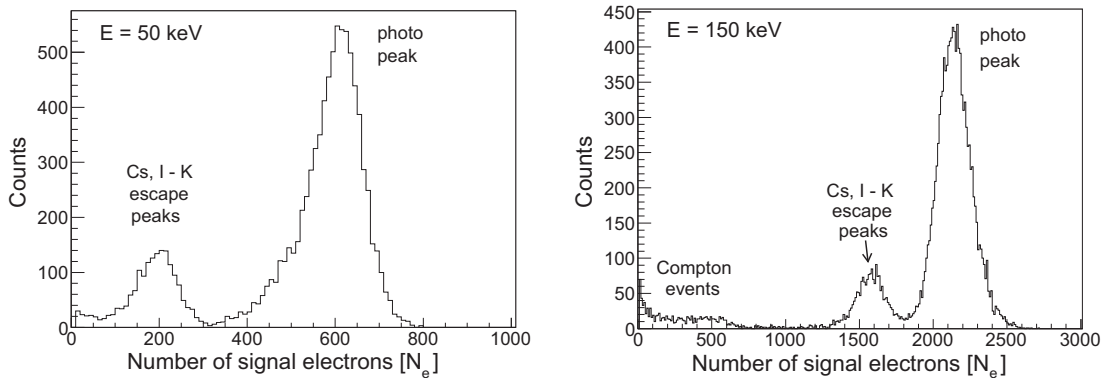 E = 50 keV
photo
peak
Cs, I - K
escape
peaks
Counts
500
400
300
200
100
0
0 200 400 600 800 1000
Number of signal electrons [N_e]
E = 150 keV
photo
peak
Cs, I - K
escape
peaks
Compton
events
Counts
450
400
350
300
250
200
150
100
50
0
0 500 1000 1500 2000 2500 3000
Number of signal electrons [N_e]